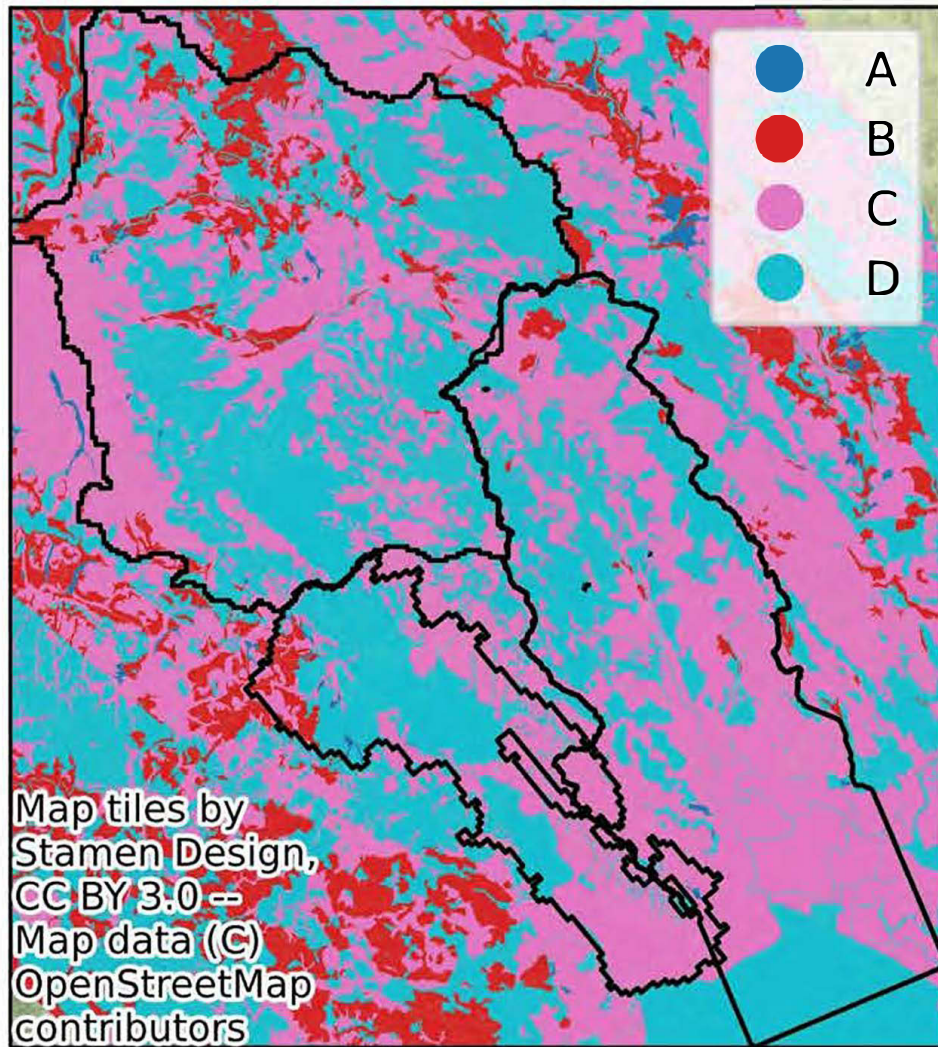 A
B
C
D
Map tiles by
Stamen Design,
CC BY 3.0 --
Map data (C)
OpenStreetMap
contributors